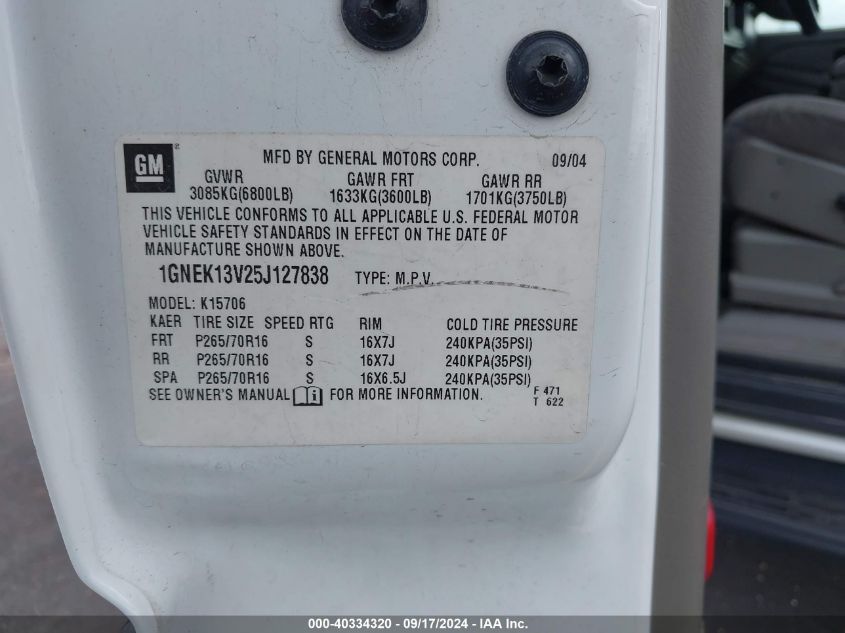 GM
MFD BY GENERAL MOTORS CORP. 09/04
GVWR GAWR FRT GAWR RR
3085KG(6800LB) 1633KG(3600LB) 1701KG(3750LB)
THIS VEHICLE CONFORMS TO ALL APPLICABLE U.S. FEDERAL MOTOR
VEHICLE SAFETY STANDARDS IN EFFECT ON THE DATE OF
MANUFACTURE SHOWN ABOVE.
1GNEK13V25J127838 TYPE: M.P.V.
MODEL: K15706
KAER TIRE SIZE SPEED RTG RIM COLD TIRE PRESSURE
FRT P265/70R16 S 16X7J 240KPA(35PSI)
RR P265/70R16 S 16X7J 240KPA(35PSI)
SPA P265/70R16 S 16X6.5J 240KPA(35PSI)
SEE OWNER'S MANUAL i FOR MORE INFORMATION. F 471
T 622
000-40334320 - 09/17/2024 - IAA Inc.